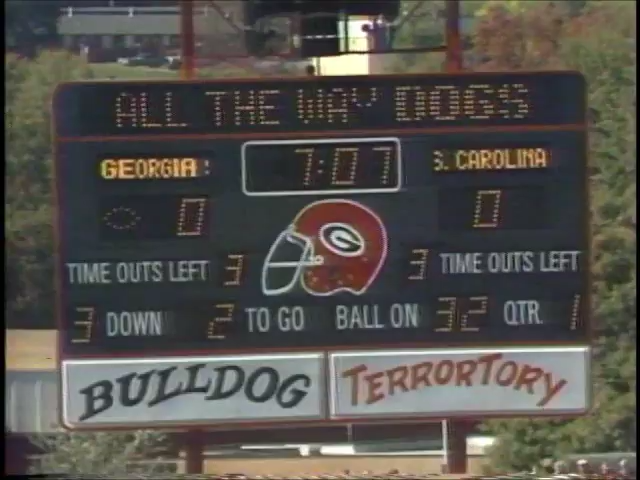 ALL THE WAY DOGS
GEORGIA: 7:07 S. CAROLINA
0 0
TIME OUTS LEFT 3 3 TIME OUTS LEFT
3 DOWN 2 TO GO BALL ON 32 QTR. 1
G
BULLDOG TERRORTORY